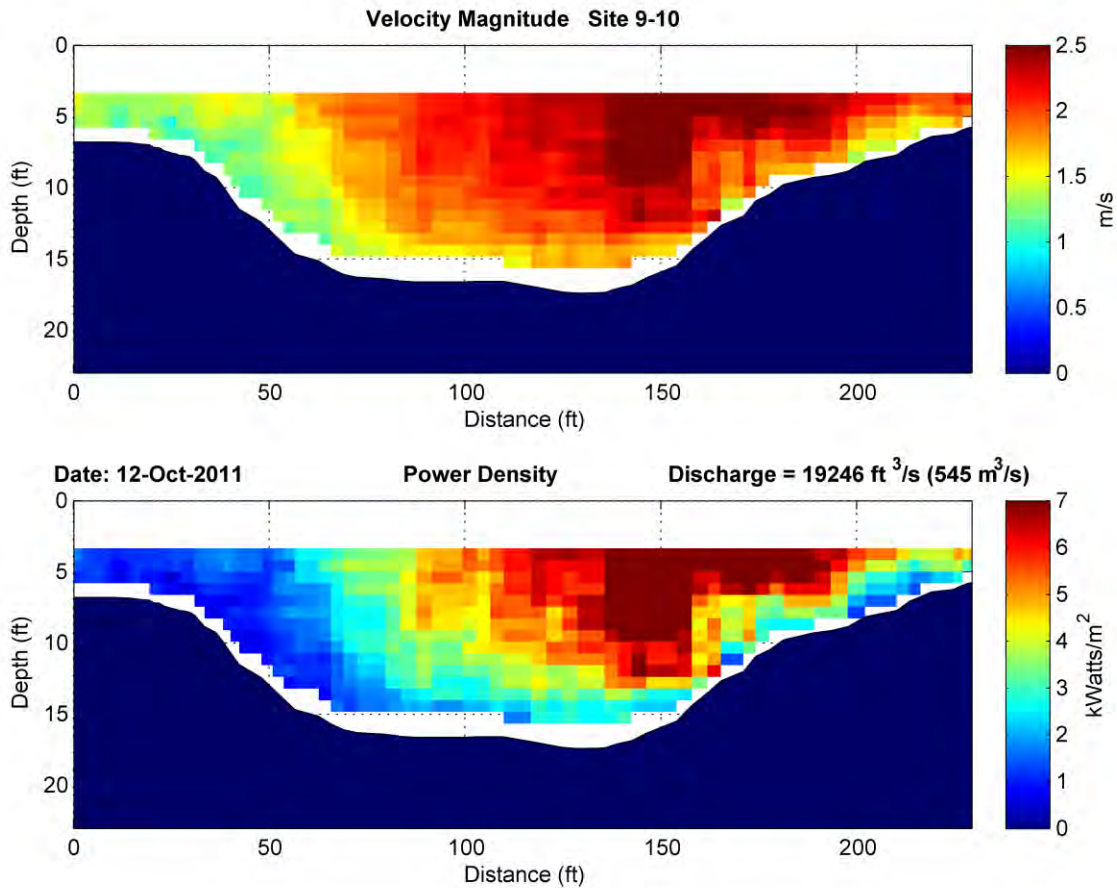 Velocity Magnitude Site 9-10
0
5
10
15
20
Depth (ft)
0 50 100 150 200
Distance (ft)
2.5
2
1.5
1
0.5
0
m/s
Date: 12-Oct-2011 Power Density Discharge = 19246 ft ³/s (545 m³/s)
0
5
10
15
20
Depth (ft)
0 50 100 150 200
Distance (ft)
7
6
5
4
3
2
1
0
kWatts/m²